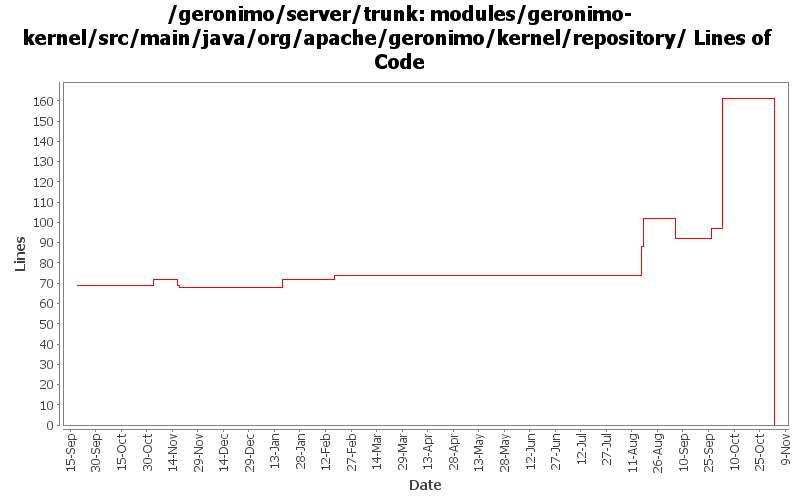 /geronimo/server/trunk: modules/geronimo-
kernel/src/main/java/org/apache/geronimo/kernel/repository/ Lines of
Code
Lines
160
150
140
130
120
110
100
90
80
70
60
50
40
30
20
10
0
15-Sep
30-Sep
15-Oct
30-Oct
14-Nov
29-Nov
14-Dec
29-Dec
13-Jan
28-Jan
12-Feb
27-Feb
14-Mar
29-Mar
13-Apr
28-Apr
13-May
28-May
12-Jun
27-Jun
12-Jul
27-Jul
11-Aug
26-Aug
10-Sep
25-Sep
10-Oct
25-Oct
9-Nov
Date